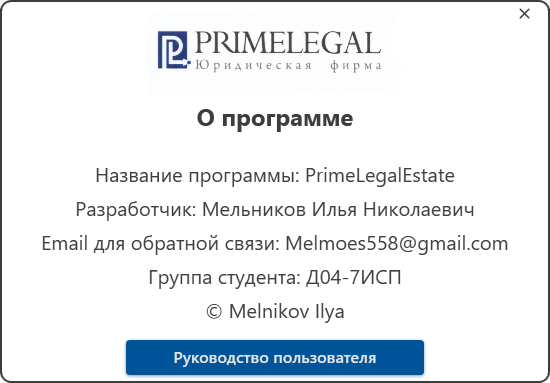 PRIMELEGAL
Юридическая фирма
О программе
Название программы: PrimeLegalEstate
Разработчик: Мельников Илья Николаевич
Email для обратной связи: Melmoes558@gmail.com
Группа студента: Д04-7ИСП
© Melnikov Ilya
Руководство пользователя